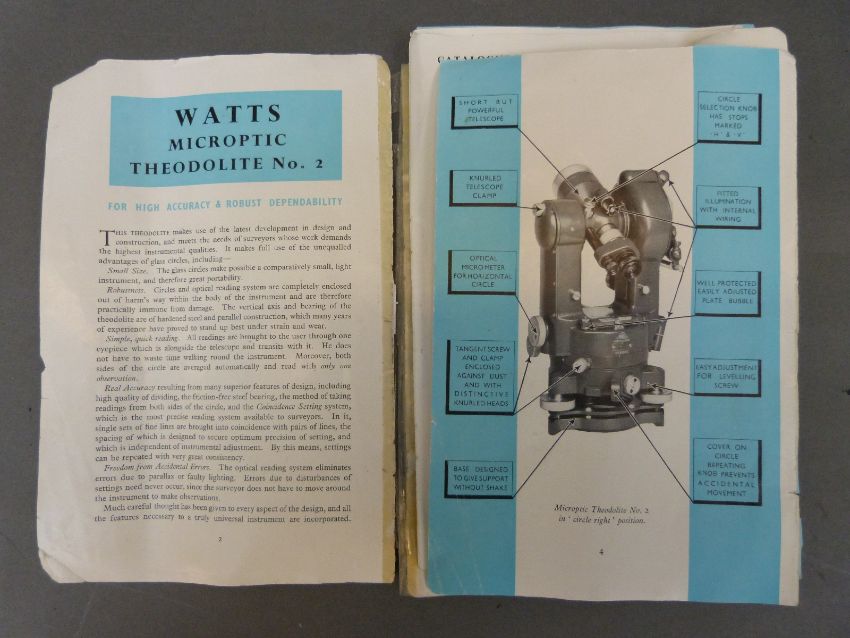 WATTS
MICROPTIC
THEODOLITE No. 2
FOR HIGH ACCURACY & ROBUST DEPENDABILITY
THIS THEODOLITE makes use of the latest development in design and
construction, and meets the needs of surveyors whose work demands
the highest instrumental qualities. It makes full use of the unequalled
advantages of glass circles, including—
Small Size. The glass circles make possible a comparatively small, light
instrument, and therefore great portability.
Robustness. Circles and optical reading system are completely enclosed
out of harm's way within the body of the instrument and are therefore
practically immune from damage. The vertical axis and bearing of the
theodolite are of hardened steel and parallel construction, which many years
of experience have proved to stand up best under strain and wear.
Simple, quick reading. All readings are brought to the user through one
eyepiece which is alongside the telescope and transits with it. He does
not have to waste time walking round the instrument. Moreover, both
sides of the circle are averaged automatically and read with only one
observation.
Real Accuracy resulting from many superior features of design, including
high quality of dividing, the friction-free steel bearing, the method of taking
readings from both sides of the circle, and the Coincidence Setting system,
which is the most precise reading system available to surveyors. In it,
single sets of fine lines are brought into coincidence with pairs of lines, the
spacing of which is designed to secure optimum precision of setting, and
which is independent of instrumental adjustment. By this means, settings
can be repeated with very great consistency.
Freedom from Accidental Errors. The optical reading system eliminates
errors due to parallax or faulty lighting. Errors due to disturbances of
settings need never occur, since the surveyor does not have to move around
the instrument to make observations.
Much careful thought has been given to every aspect of the design, and all
the features necessary to a truly universal instrument are incorporated.
2
SHORT BUT
POWERFUL
TELESCOPE
KNURLED
TELESCOPE
CLAMP
OPTICAL
MICROMETER
FOR HORIZONTAL
CIRCLE
TANGENT SCREW
AND CLAMP
ENCLOSED
AGAINST DUST
AND WITH
DISTINCTIVE
KNURLED HEADS
BASE DESIGNED
TO GIVE SUPPORT
WITHOUT SHAKE
CIRCLE
SELECTION KNOB
HAS STOPS
MARKED
'H' & 'V'
FITTED
ILLUMINATION
WITH INTERNAL
WIRING
WELL PROTECTED
EASILY ADJUSTED
PLATE BUBBLE
EASY ADJUSTMENT
FOR LEVELLING
SCREW
COVER ON
CIRCLE
REPEATING
KNOB PREVENTS
ACCIDENTAL
MOVEMENT
Microptic Theodolite No. 2
in 'circle right' position.
4